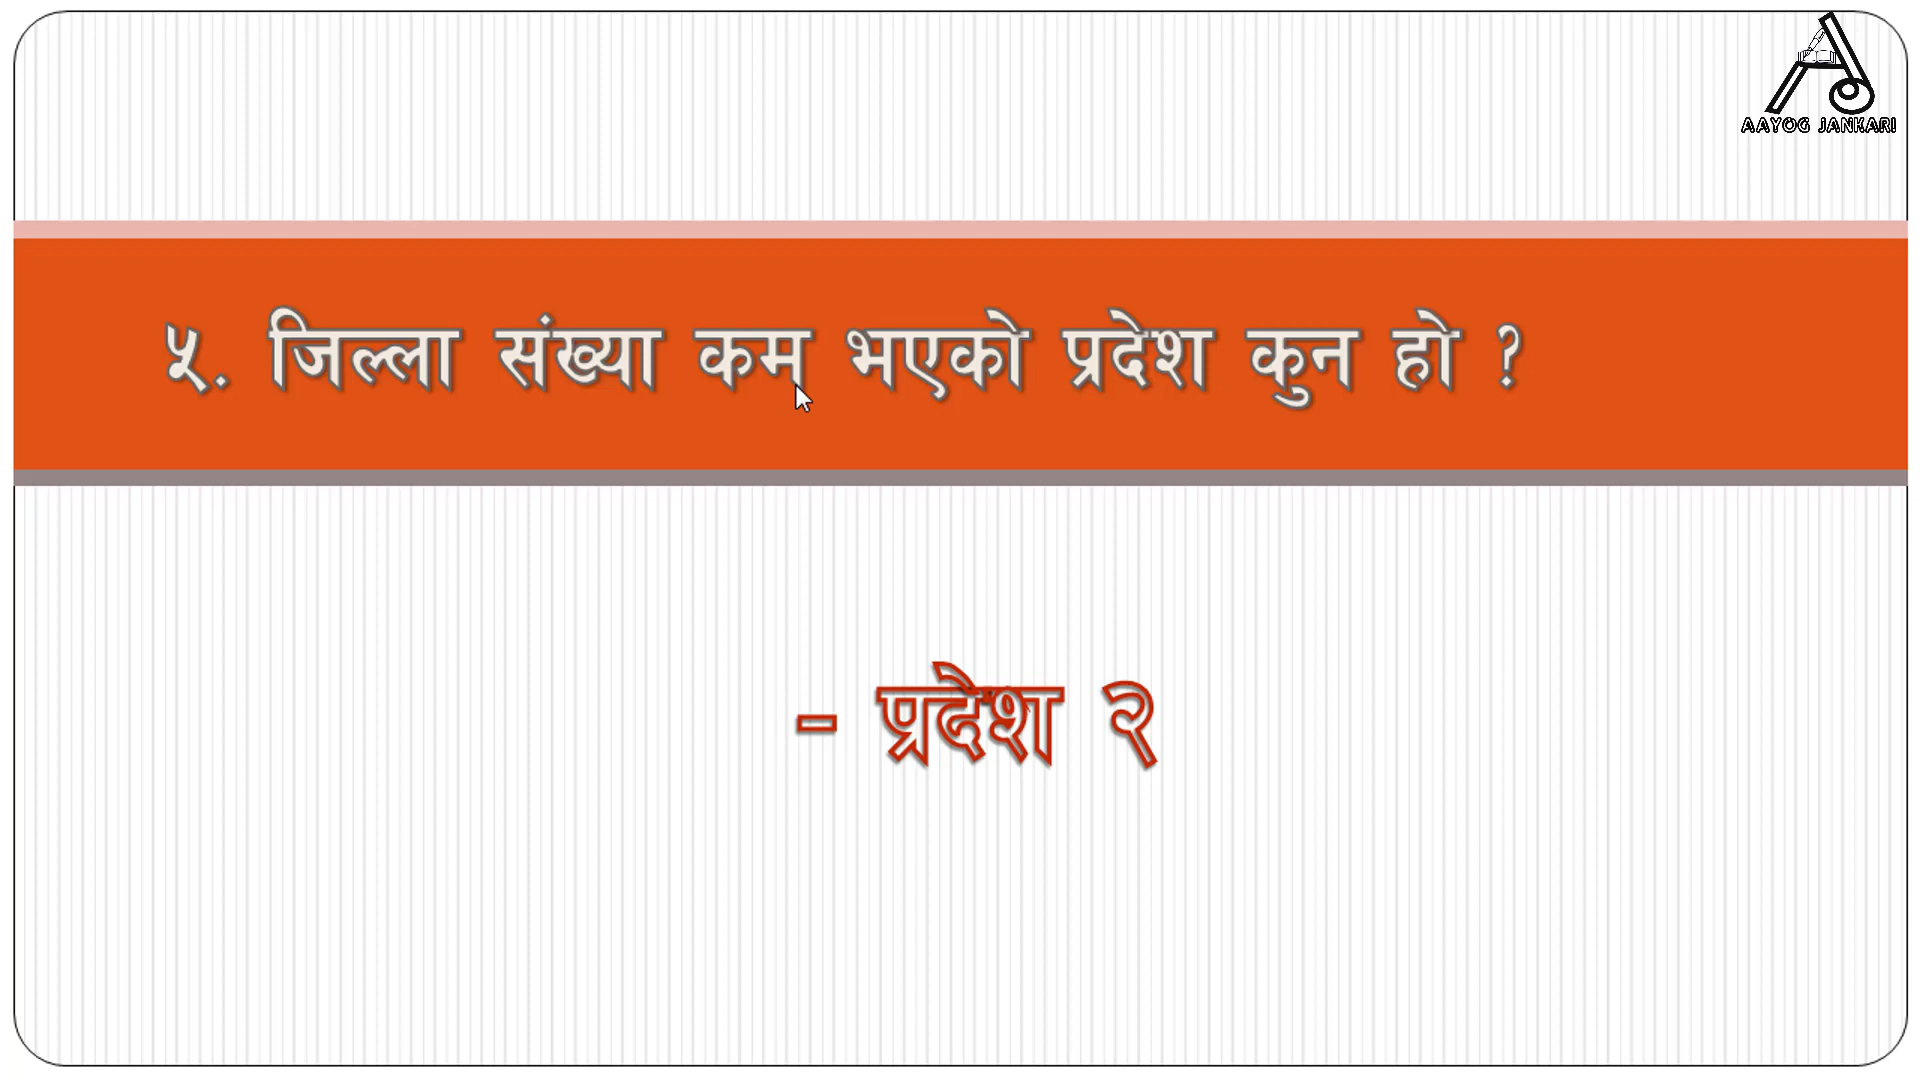 AAYOG JANKARI
५. जिल्ला संख्या कम भएको प्रदेश कुन हो ?
- प्रदेश २